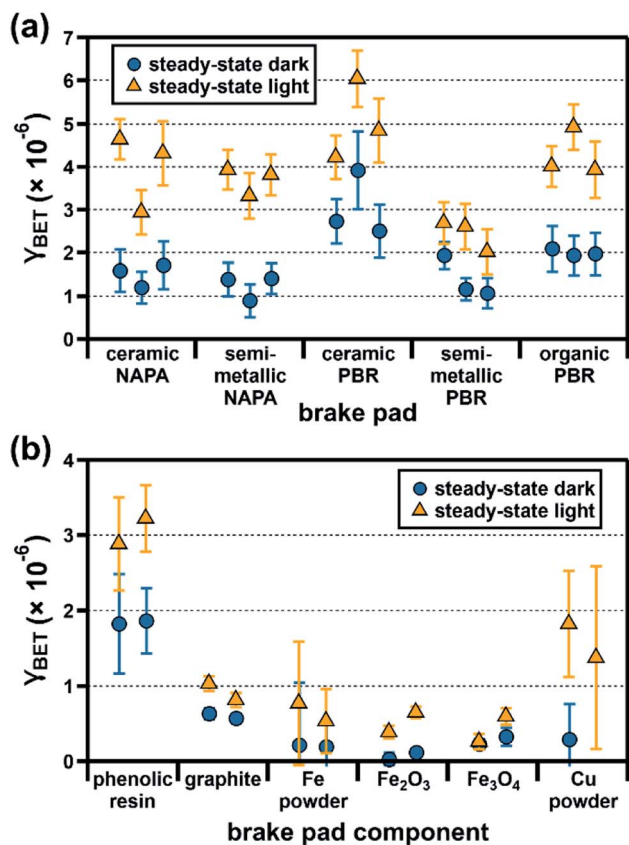 (a)
7
6
5
4
3
2
1
0
γBET (× 10⁻⁶)
steady-state dark
steady-state light
ceramic NAPA
semi-metallic NAPA
ceramic PBR
semi-metallic PBR
organic PBR
brake pad
(b)
4
3
2
1
0
γBET (× 10⁻⁶)
steady-state dark
steady-state light
phenolic resin
graphite
Fe powder
Fe₂O₃
Fe₃O₄
Cu powder
brake pad component